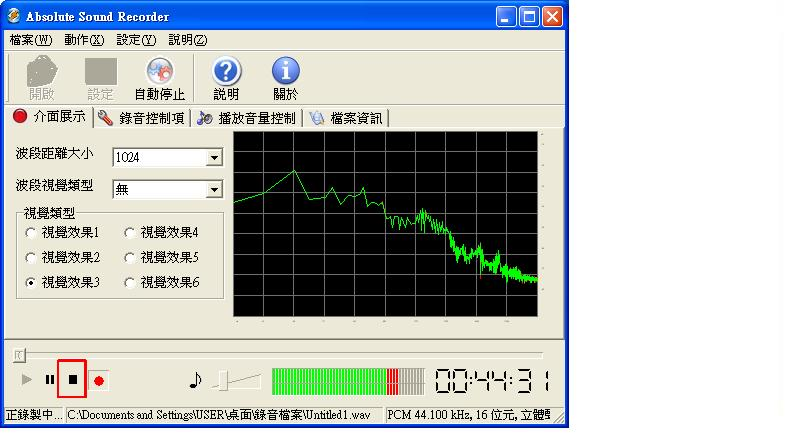 Absolute Sound Recorder
檔案(W) 動作(X) 設定(Y) 說明(Z)
開啟 設定 自動停止 說明 關於
介面展示 錄音控制項 播放音量控制 檔案資訊
波段距離大小 1024
波段視覺類型 無
視覺類型
視覺效果1 視覺效果4
視覺效果2 視覺效果5
視覺效果3 視覺效果6
00:44:31
正錄製中... C:\Documents and Settings\USER\桌面\錄音檔案\Untitled1.wav PCM 44.100 kHz, 16 位元, 立體